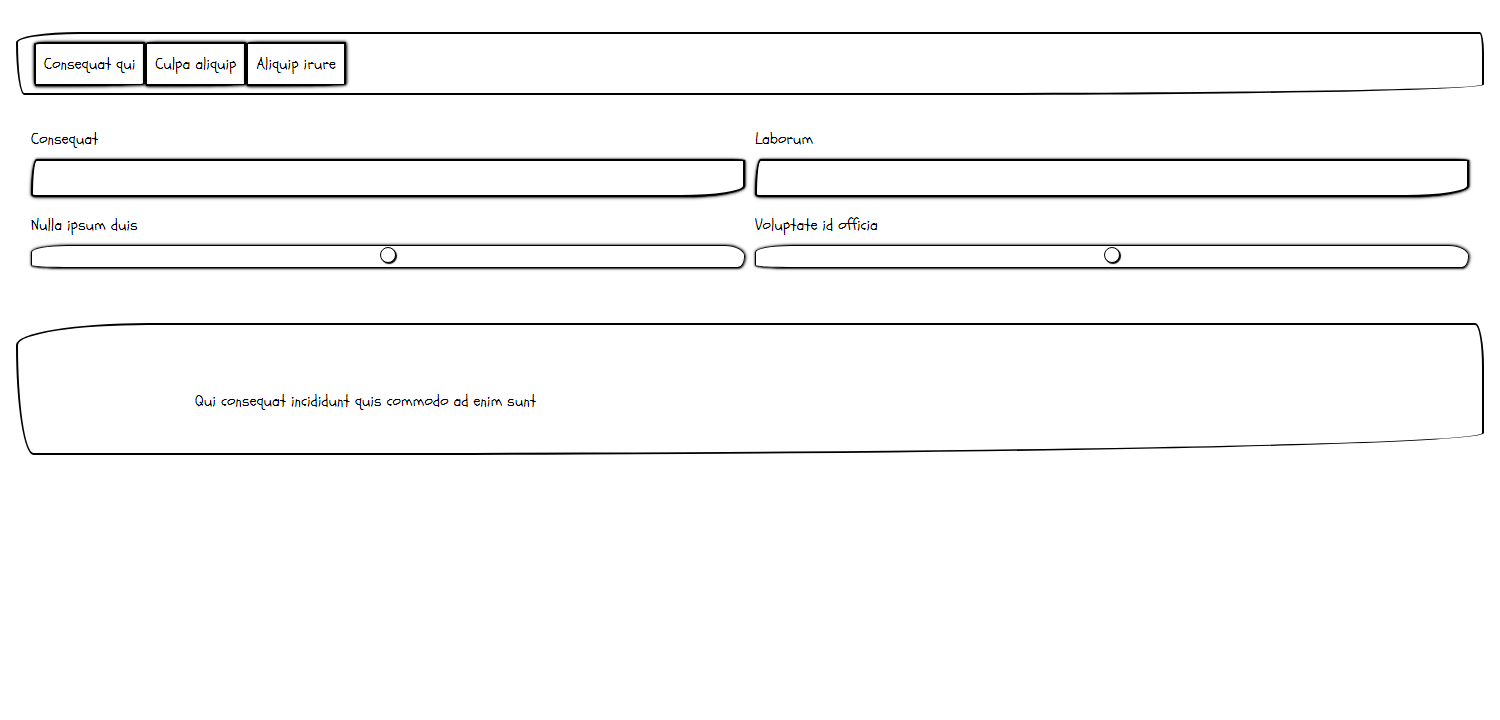 Consequat qui Culpa aliquip Aliquip irure
Consequat Laborum
Nulla ipsum duis Voluptate id officia
Qui consequat incididunt quis commodo ad enim sunt